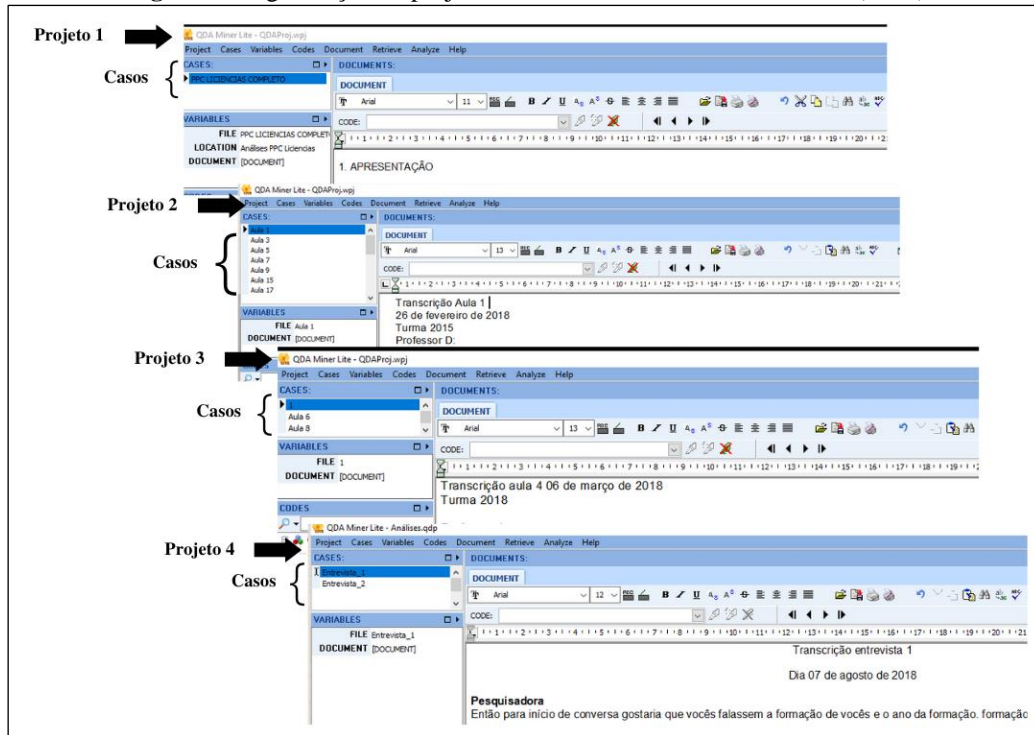 Projeto 1
QDA Miner Lite - QDAProj.wpj
Project Cases Variables Codes Document Retrieve Analyze Help
CASES:
DOCUMENTS:
Casos
PPC LICIENCIAS COMPLETO
DOCUMENT
Arial 11
CODE:
VARIABLES
FILE PPC LICIENCIAS COMPLET
LOCATION Análises PPC Liciencias
DOCUMENT [DOCUMENT]
1. APRESENTAÇÃO
Projeto 2
QDA Miner Lite - QDAProj.wpj
Project Cases Variables Codes Document Retrieve Analyze Help
CASES:
DOCUMENTS:
Casos
Aula 1
Aula 3
Aula 5
Aula 7
Aula 9
Aula 15
Aula 17
DOCUMENT
Arial 13
CODE:
VARIABLES
FILE Aula 1
DOCUMENT [DOCUMENT]
Transcrição Aula 1
26 de fevereiro de 2018
Turma 2015
Professor D:
Projeto 3
QDA Miner Lite - QDAProj.wpj
Project Cases Variables Codes Document Retrieve Analyze Help
CASES:
DOCUMENTS:
Casos
1
Aula 6
Aula 8
DOCUMENT
Arial 13
CODE:
VARIABLES
FILE 1
DOCUMENT [DOCUMENT]
CODES
Transcrição aula 4 06 de março de 2018
Turma 2018
Projeto 4
QDA Miner Lite - Análises.qdp
Project Cases Variables Codes Document Retrieve Analyze Help
CASES:
DOCUMENTS:
Casos
Entrevista_1
Entrevista_2
DOCUMENT
Arial 12
CODE:
VARIABLES
FILE Entrevista_1
DOCUMENT [DOCUMENT]
Transcrição entrevista 1
Dia 07 de agosto de 2018
Pesquisadora
Então para início de conversa gostaria que vocês falassem a formação de vocês e o ano da formação. formação